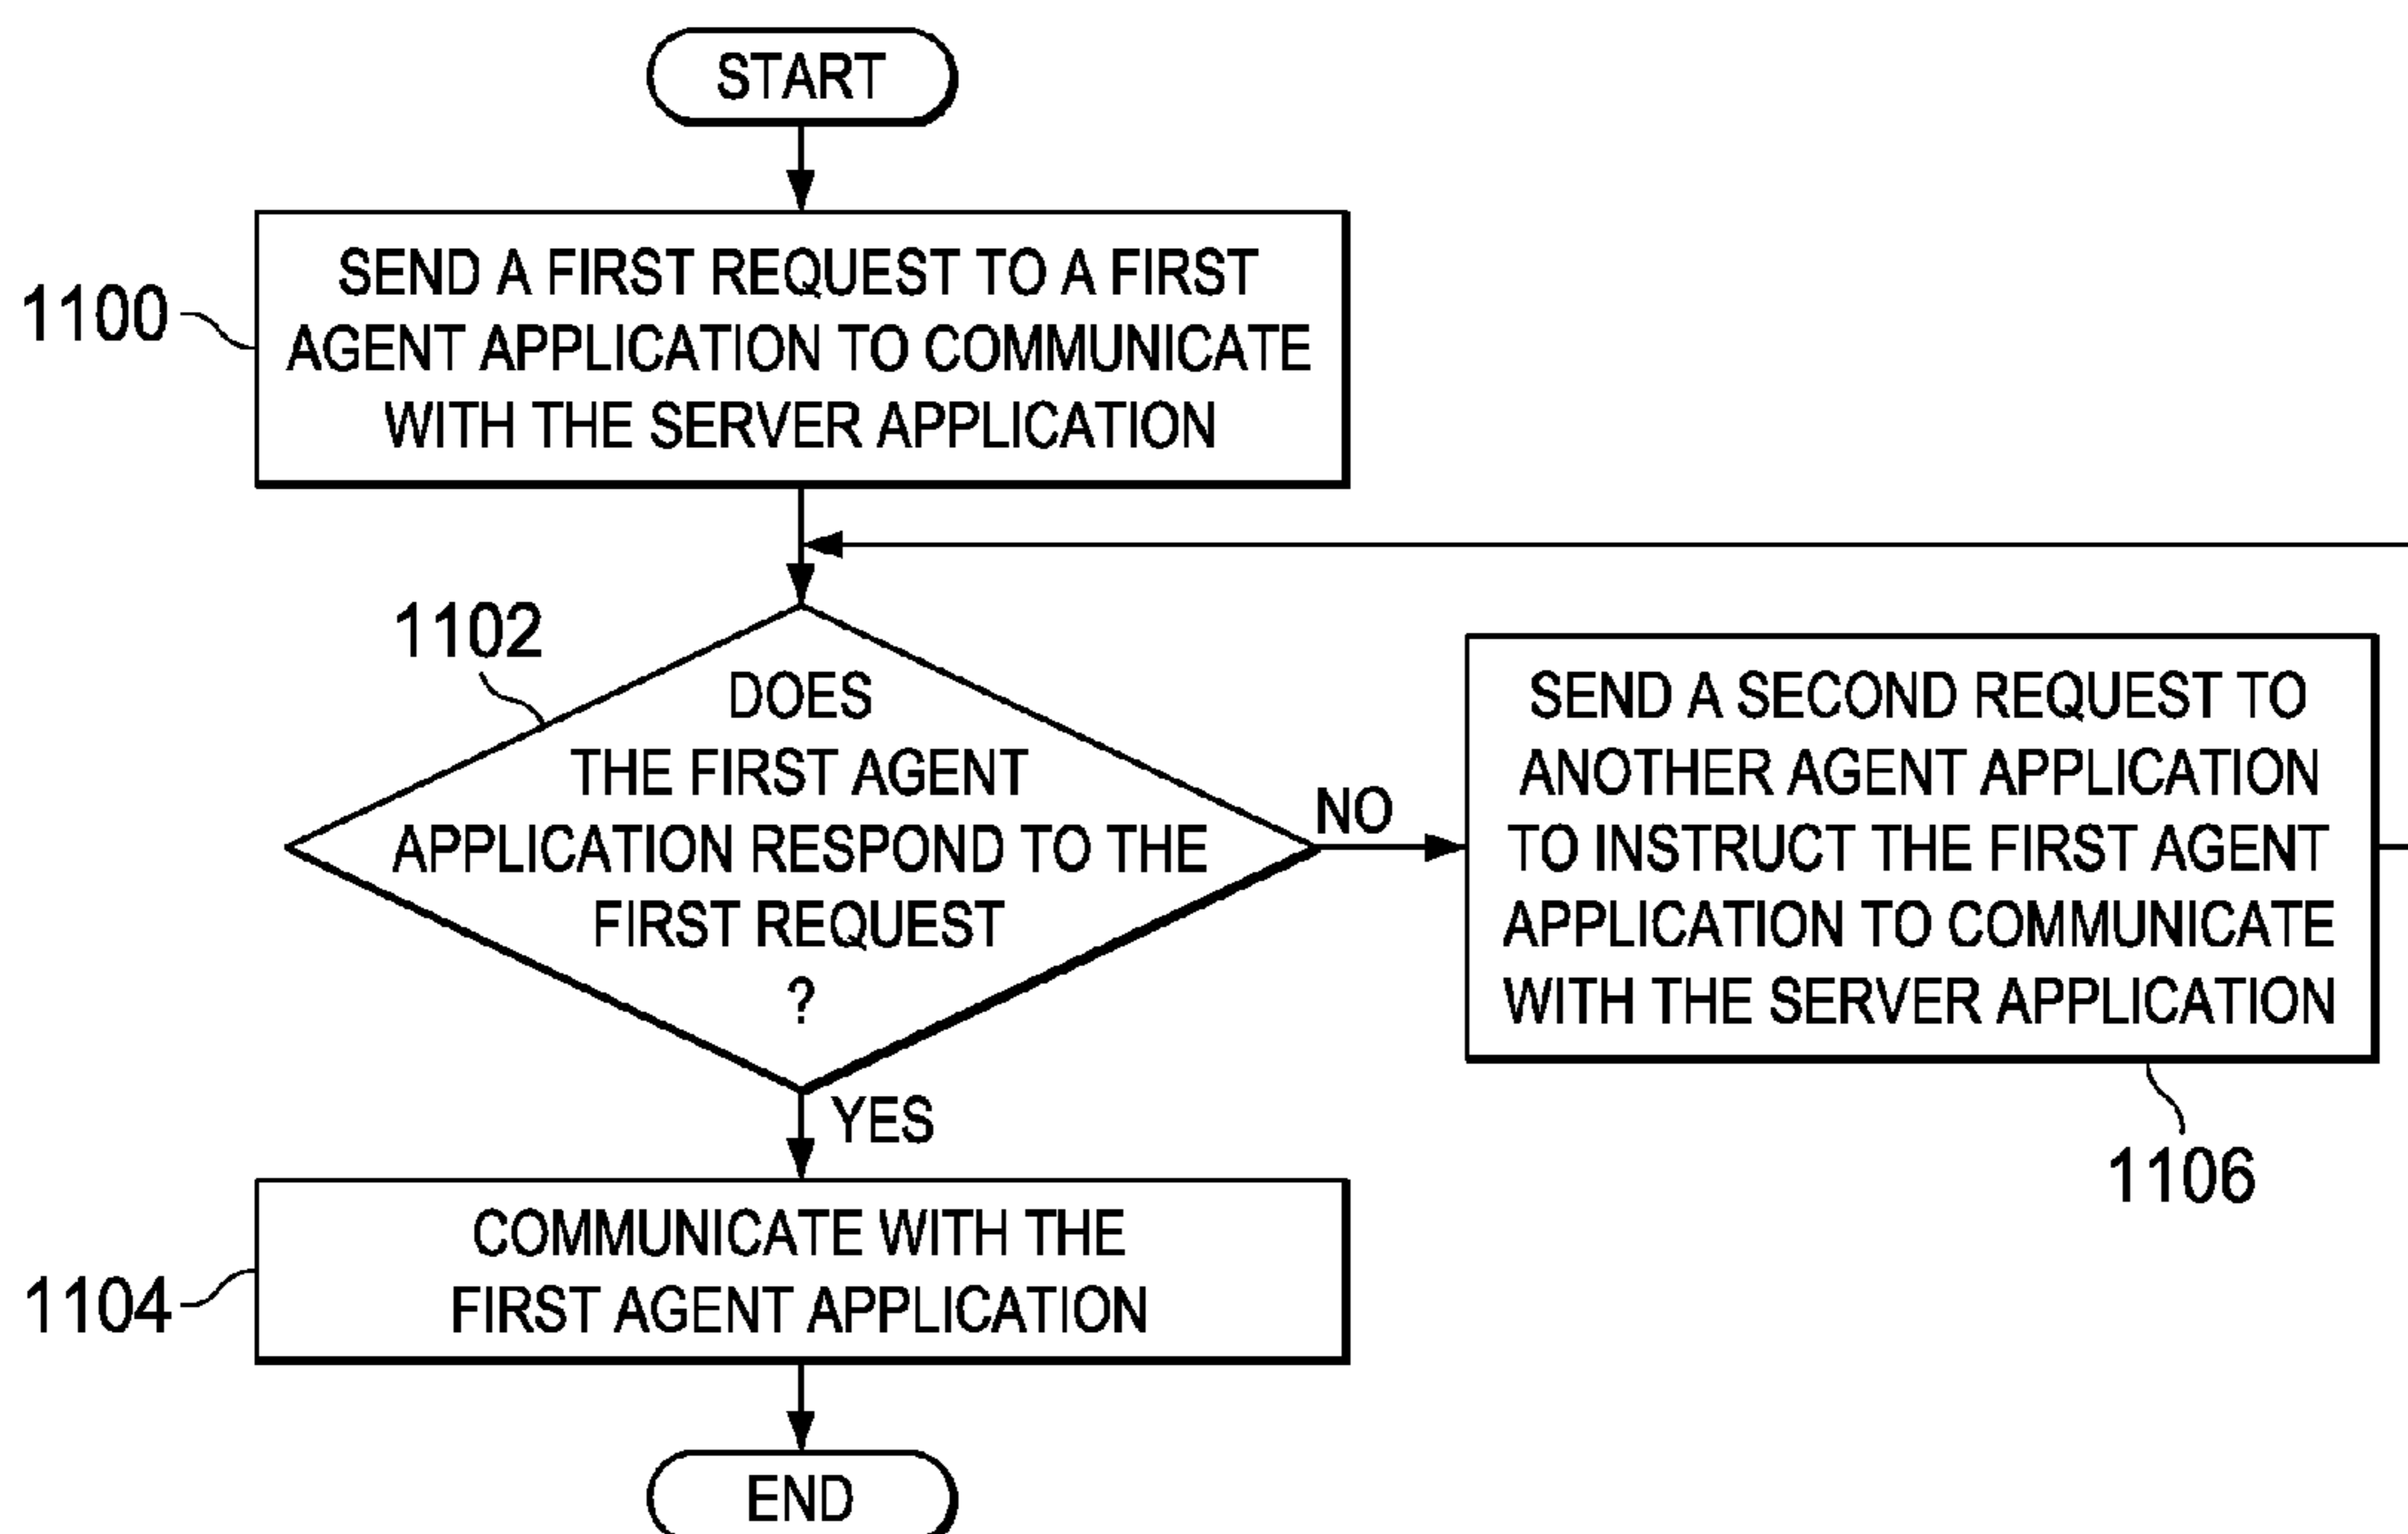 START
1100
SEND A FIRST REQUEST TO A FIRST
AGENT APPLICATION TO COMMUNICATE
WITH THE SERVER APPLICATION
1102
DOES
THE FIRST AGENT
APPLICATION RESPOND TO THE
FIRST REQUEST
?
NO
SEND A SECOND REQUEST TO
ANOTHER AGENT APPLICATION
TO INSTRUCT THE FIRST AGENT
APPLICATION TO COMMUNICATE
WITH THE SERVER APPLICATION
1106
YES
1104
COMMUNICATE WITH THE
FIRST AGENT APPLICATION
END